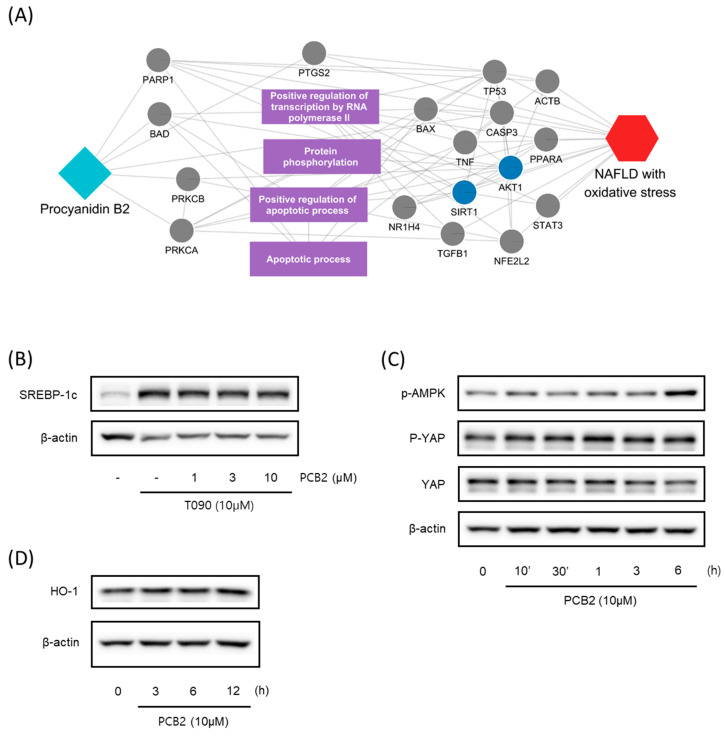 (A)
PARP1
PTGS2
TP53
ACTB
Positive regulation of
transcription by RNA
polymerase II
BAD
BAX
CASP3
Protein
phosphorylation
TNF
PPARA
AKT1
NAFLD with
oxidative stress
Procyanidin B2
PRKCB
Positive regulation of
apoptotic process
SIRT1
NR1H4
STAT3
PRKCA
TGFB1
NFE2L2
Apoptotic process
(B)
SREBP-1c
β-actin
- - 1 3 10 PCB2 (μM)
T090 (10μM)
(C)
p-AMPK
P-YAP
YAP
β-actin
0 10' 30' 1 3 6 (h)
PCB2 (10μM)
(D)
HO-1
β-actin
0 3 6 12 (h)
PCB2 (10μM)